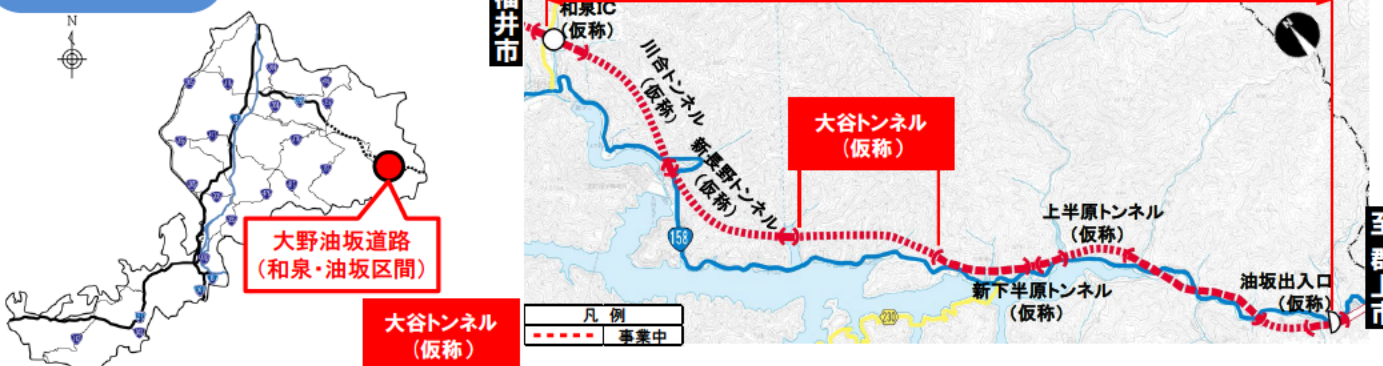 N
大野油坂道路
(和泉・油坂区間)
大谷トンネル
(仮称)
福井市
和泉IC
(仮称)
川合トンネル
(仮称)
新長野トンネル
(仮称)
158
大谷トンネル
(仮称)
上半原トンネル
(仮称)
新下半原トンネル
(仮称)
230
油坂出入口
(仮称)
N
凡 例
事業中